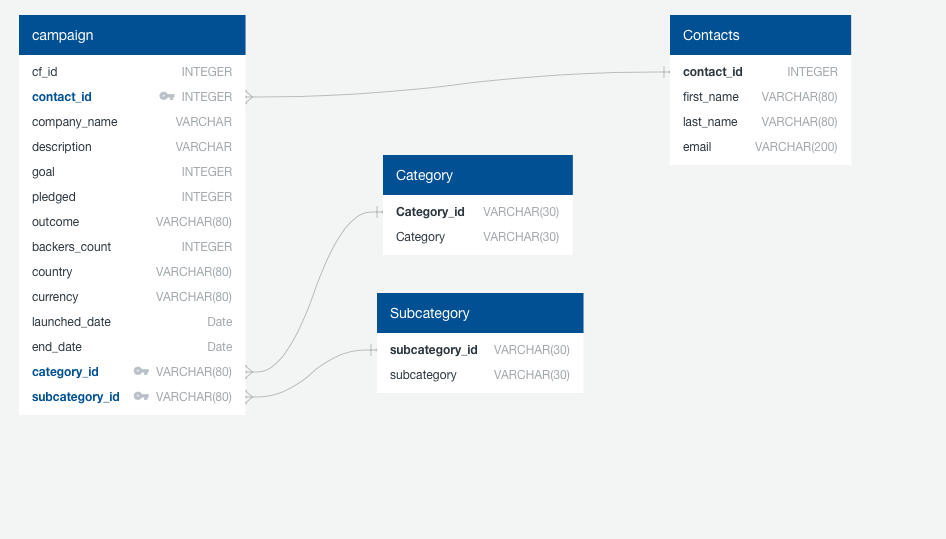 campaign
cf_id INTEGER
contact_id INTEGER
company_name VARCHAR
description VARCHAR
goal INTEGER
pledged INTEGER
outcome VARCHAR(80)
backers_count INTEGER
country VARCHAR(80)
currency VARCHAR(80)
launched_date Date
end_date Date
category_id VARCHAR(80)
subcategory_id VARCHAR(80)
Category
Category_id VARCHAR(30)
Category VARCHAR(30)
Subcategory
subcategory_id VARCHAR(30)
subcategory VARCHAR(30)
Contacts
contact_id INTEGER
first_name VARCHAR(80)
last_name VARCHAR(80)
email VARCHAR(200)